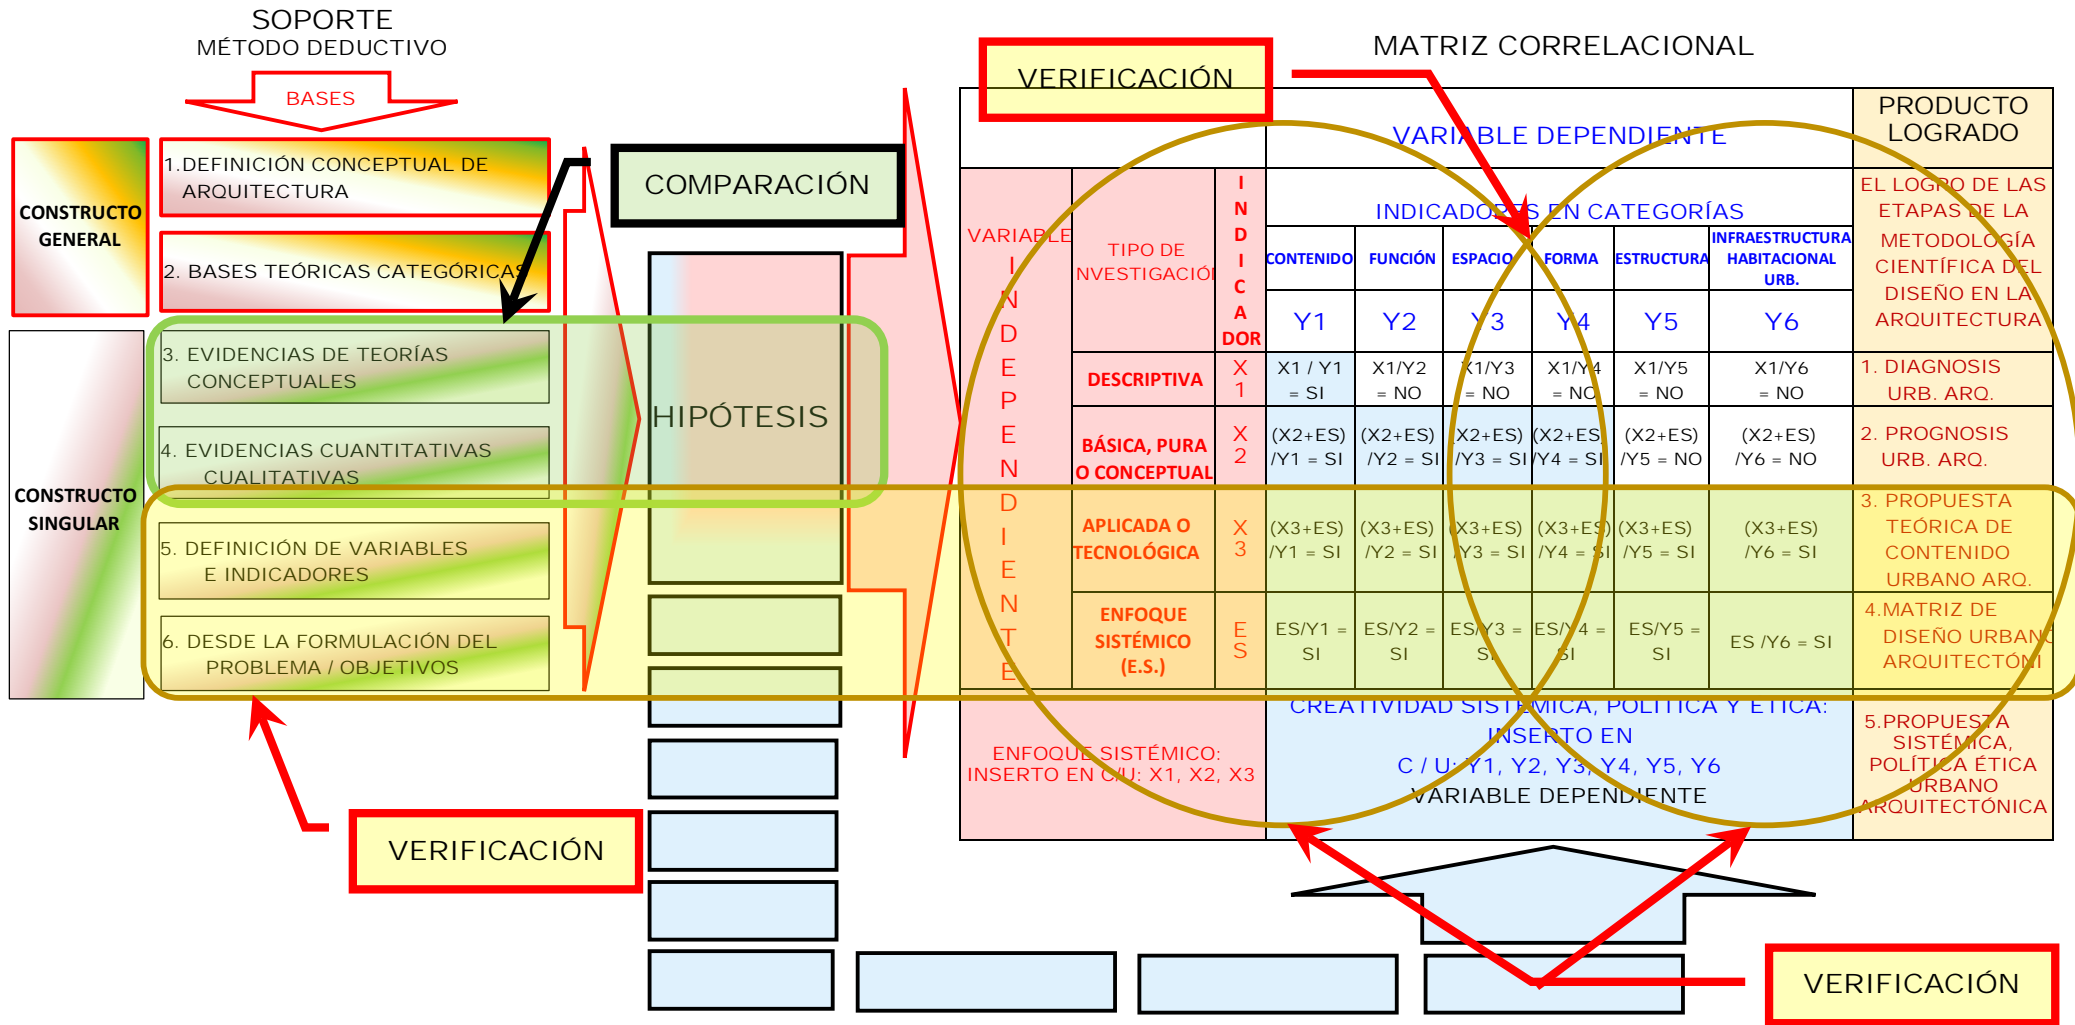 SOPORTE
MÉTODO DEDUCTIVO
BASES
CONSTRUCTO
GENERAL
1.DEFINICIÓN CONCEPTUAL DE
ARQUITECTURA
2. BASES TEÓRICAS CATEGÓRICAS
CONSTRUCTO
SINGULAR
3. EVIDENCIAS DE TEORÍAS
CONCEPTUALES
4. EVIDENCIAS CUANTITATIVAS
CUALITATIVAS
5. DEFINICIÓN DE VARIABLES
E INDICADORES
6. DESDE LA FORMULACIÓN DEL
PROBLEMA / OBJETIVOS
VERIFICACIÓN
COMPARACIÓN
HIPÓTESIS
VERIFICACIÓN
MATRIZ CORRELACIONAL
VARIABLE DEPENDIENTE
PRODUCTO
LOGRADO
VARIABLE
I
N
D
E
P
E
N
D
I
E
N
T
E
TIPO DE
NVESTIGACIÓN
I
N
D
I
C
A
DOR
INDICADORES EN CATEGORÍAS
CONTENIDO
FUNCIÓN
ESPACIO
FORMA
ESTRUCTURA
INFRAESTRUCTURA
HABITACIONAL
URB.
Y1
Y2
Y3
Y4
Y5
Y6
EL LOGRO DE LAS
ETAPAS DE LA
METODOLOGÍA
CIENTÍFICA DEL
DISEÑO EN LA
ARQUITECTURA
DESCRIPTIVA
X
1
X1 / Y1
= SI
X1/Y2
= NO
X1/Y3
= NO
X1/Y4
= NO
X1/Y5
= NO
X1/Y6
= NO
1. DIAGNOSIS
URB. ARQ.
BÁSICA, PURA
O CONCEPTUAL
X
2
(X2+ES)
/Y1 = SI
(X2+ES)
/Y2 = SI
(X2+ES)
/Y3 = SI
(X2+ES)
/Y4 = SI
(X2+ES)
/Y5 = NO
(X2+ES)
/Y6 = NO
2. PROGNOSIS
URB. ARQ.
APLICADA O
TECNOLÓGICA
X
3
(X3+ES)
/Y1 = SI
(X3+ES)
/Y2 = SI
(X3+ES)
/Y3 = SI
(X3+ES)
/Y4 = SI
(X3+ES)
/Y5 = SI
(X3+ES)
/Y6 = SI
3. PROPUESTA
TEÓRICA DE
CONTENIDO
URBANO ARQ.
ENFOQUE
SISTÉMICO
(E.S.)
E
S
ES/Y1 =
SI
ES/Y2 =
SI
ES/Y3 =
SI
ES/Y4 =
SI
ES/Y5 =
SI
ES /Y6 = SI
4.MATRIZ DE
DISEÑO URBANO
ARQUITECTÓNI
ENFOQUE SISTÉMICO:
INSERTO EN C/U: X1, X2, X3
CREATIVIDAD SISTÉMICA, POLÍTICA Y ÉTICA:
INSERTO EN
C / U: Y1, Y2, Y3, Y4, Y5, Y6
VARIABLE DEPENDIENTE
5.PROPUESTA
SISTÉMICA,
POLÍTICA ÉTICA
URBANO
ARQUITECTÓNICA
VERIFICACIÓN